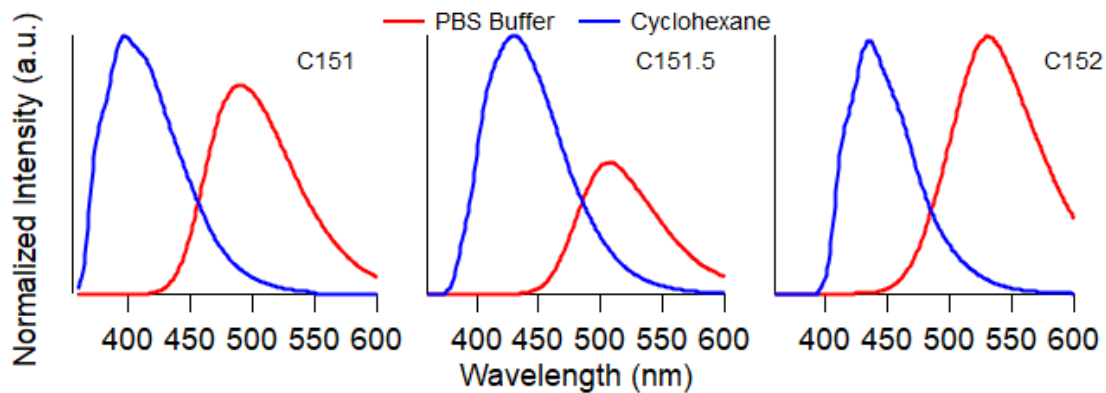 PBS Buffer Cyclohexane
Normalized Intensity (a.u.)
C151
C151.5
C152
400 450 500 550 600
400 450 500 550 600
400 450 500 550 600
Wavelength (nm)